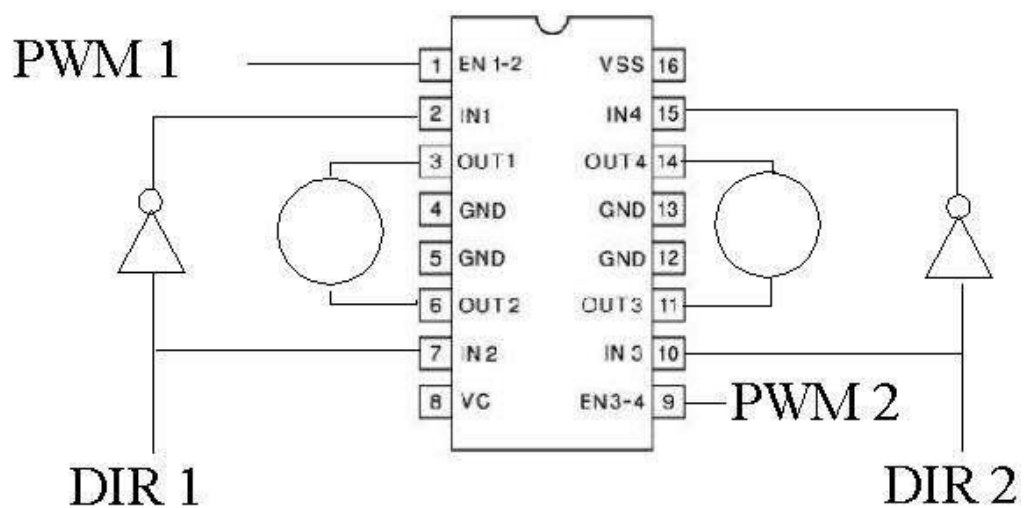 PWM 1
1 EN 1-2 VSS 16
2 IN1 IN4 15
3 OUT1 OUT4 14
4 GND GND 13
5 GND GND 12
6 OUT2 OUT3 11
7 IN2 IN3 10
8 VC EN3-4 9
PWM 2
DIR 1 DIR 2